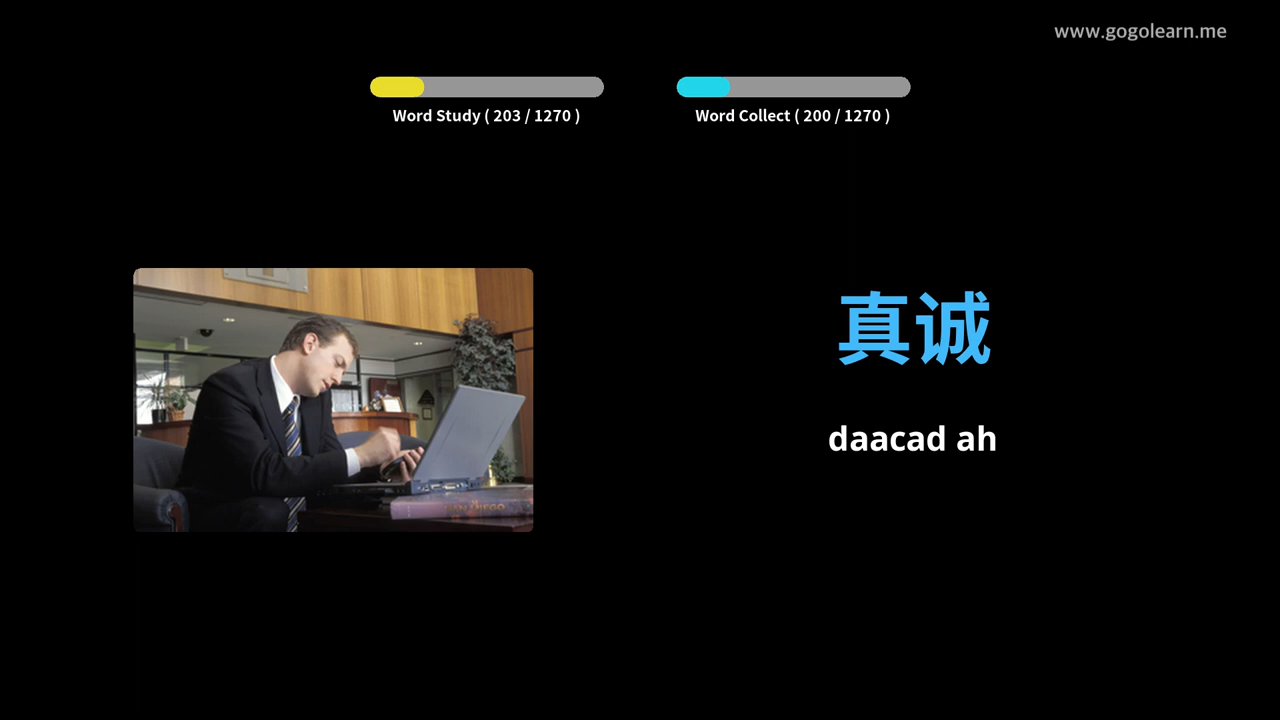 www.gogolearn.me
Word Study ( 203 / 1270 )
Word Collect ( 200 / 1270 )
真诚
daacad ah